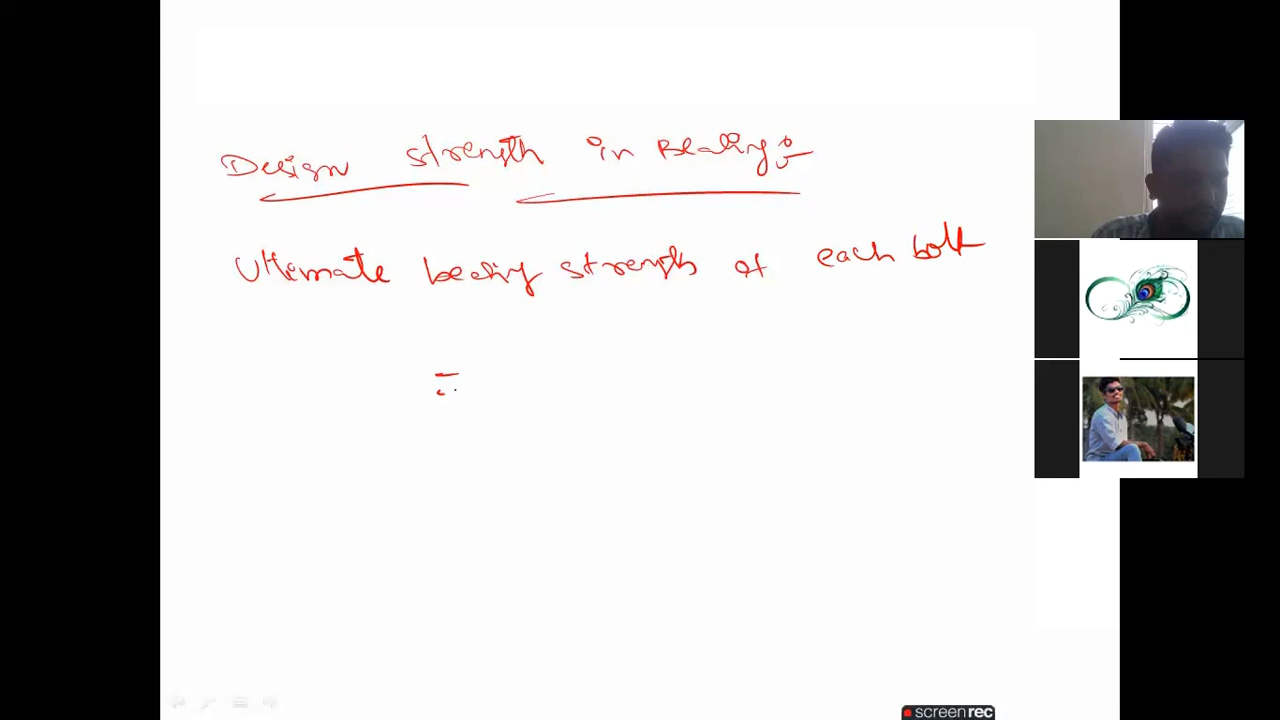 Design strength in Bearing :-
Ultimate bearing strength of each bolt
=
screenrec